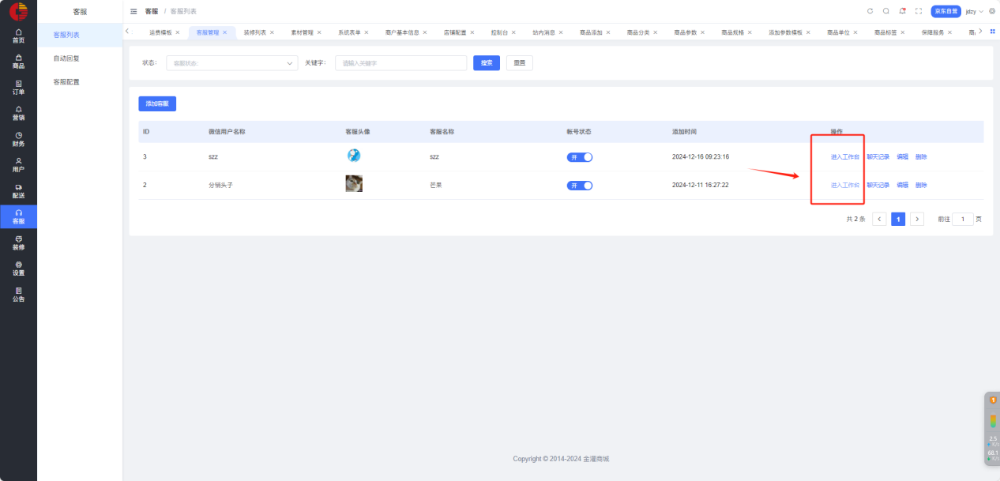 客服
客服 / 客服列表
京东自营 jdzy
首页
商品
订单
营销
财务
用户
配送
客服
装修
设置
公告
客服列表
自动回复
客服配置
运费模板 客服管理 装修列表 素材管理 系统表单 商户基本信息 店铺配置 控制台 站内消息 商品添加 商品分类 商品参数 商品规格 添加参数模板 商品单位 商品标签 保障服务 商
状态： 客服状态： 关键字： 请输入关键字 搜索 重置
添加客服
ID 微信用户名称 客服头像 客服名称 帐号状态 添加时间 操作
3 szz szz 开 2024-12-16 09:23:16 进入工作台 聊天记录 编辑 删除
2 分销头子 芒果 开 2024-12-11 16:27:22 进入工作台 聊天记录 编辑 删除
共 2 条 1 前往 1 页
1
2.5
K/s
68.1
K/s
Copyright © 2014-2024 金灌商城